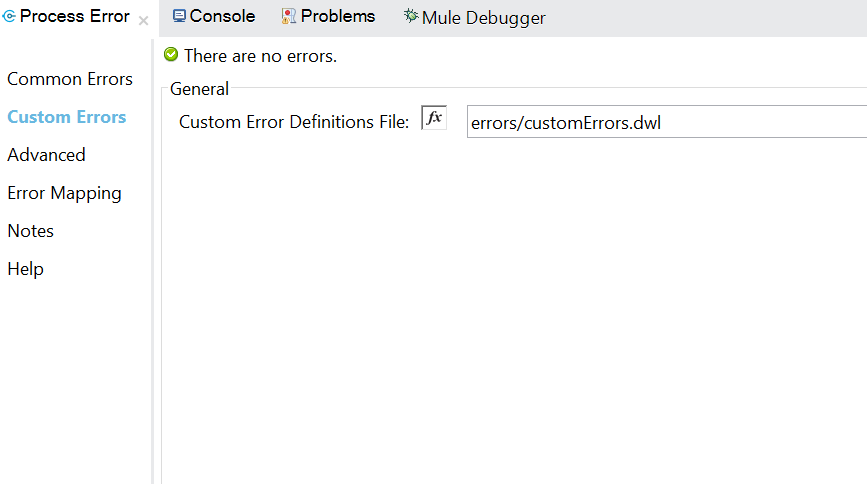 Process Error Console Problems Mule Debugger
There are no errors.
Common Errors
Custom Errors
Advanced
Error Mapping
Notes
Help
General
Custom Error Definitions File: fx errors/customErrors.dwl